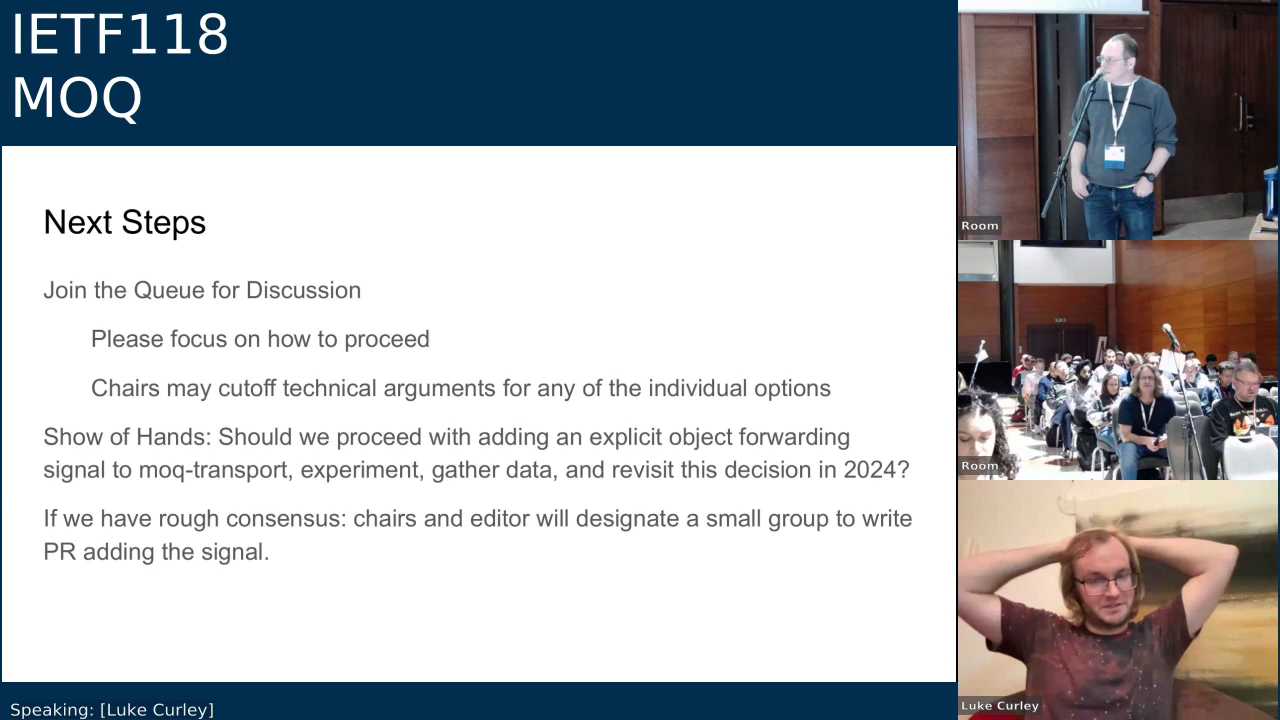 IETF118
MOQ
Next Steps
Join the Queue for Discussion
Please focus on how to proceed
Chairs may cutoff technical arguments for any of the individual options
Show of Hands: Should we proceed with adding an explicit object forwarding
signal to moq-transport, experiment, gather data, and revisit this decision in 2024?
If we have rough consensus: chairs and editor will designate a small group to write
PR adding the signal.
Speaking: [Luke Curley]
Room
Room
Luke Curley